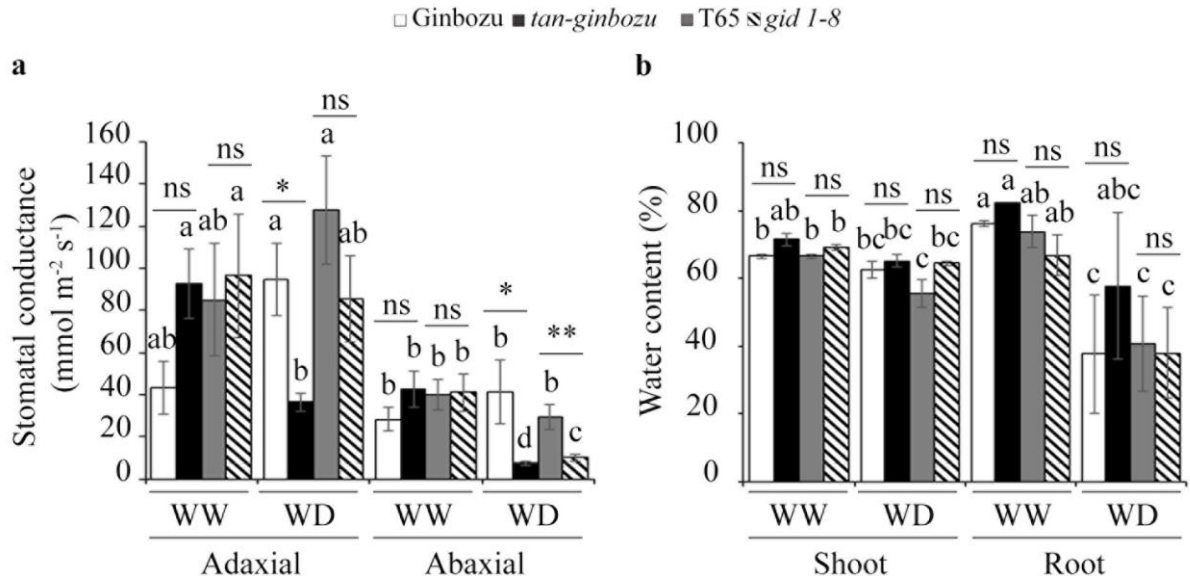 Ginbozu tan-ginbozu T65 gid 1-8
a
Stomatal conductance
(mmol m⁻² s⁻¹)
160
140
120
100
80
60
40
20
0
ns
ns
*
ns
ab
a
ab
a
a
b
a
ab
ns
ns
*
**
b
b
b
b
b
d
b
c
WW
WD
WW
WD
Adaxial
Abaxial
b
Water content (%)
100
80
60
40
20
0
ns
ns
ns
ns
b
ab
b
b
bc
bc
c
bc
ns
ns
ns
ns
a
a
ab
ab
c
abc
c
c
WW
WD
WW
WD
Shoot
Root